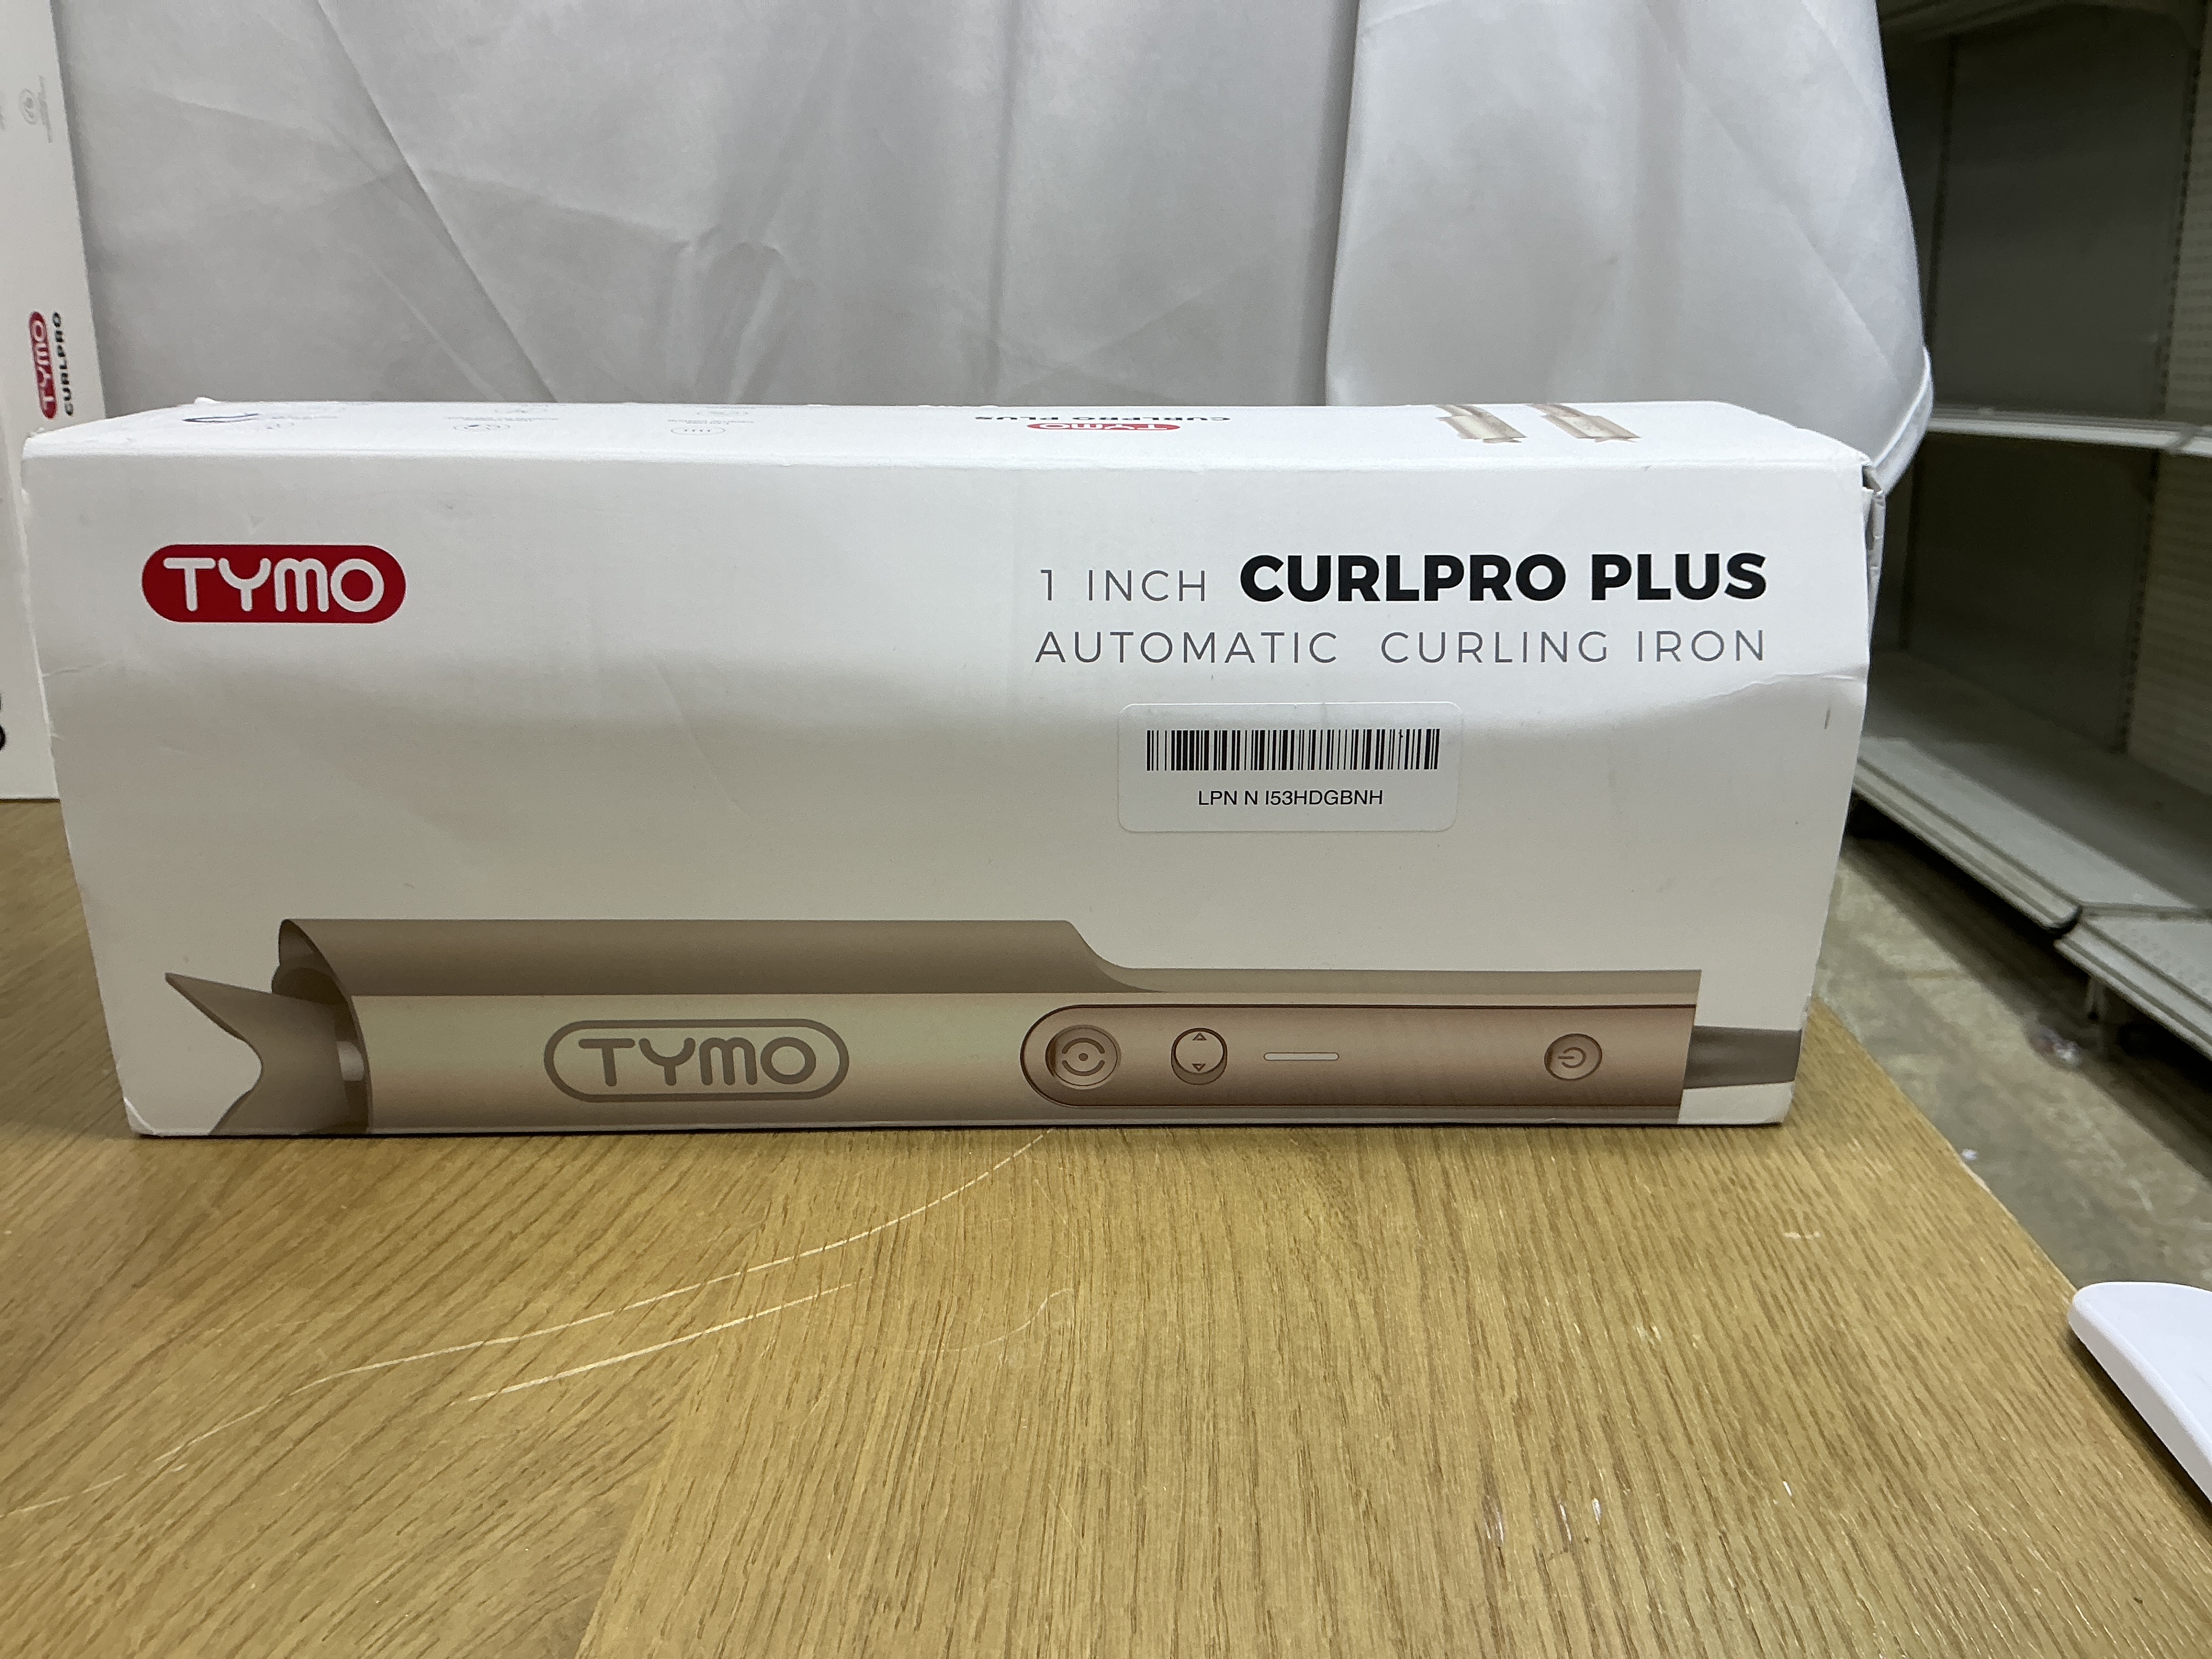 TYMO
CURLPRO
CURLPRO PLUS
TYMO
TYMO
1 INCH CURLPRO PLUS
AUTOMATIC CURLING IRON
LPN N I53HDGBNH
TYMO